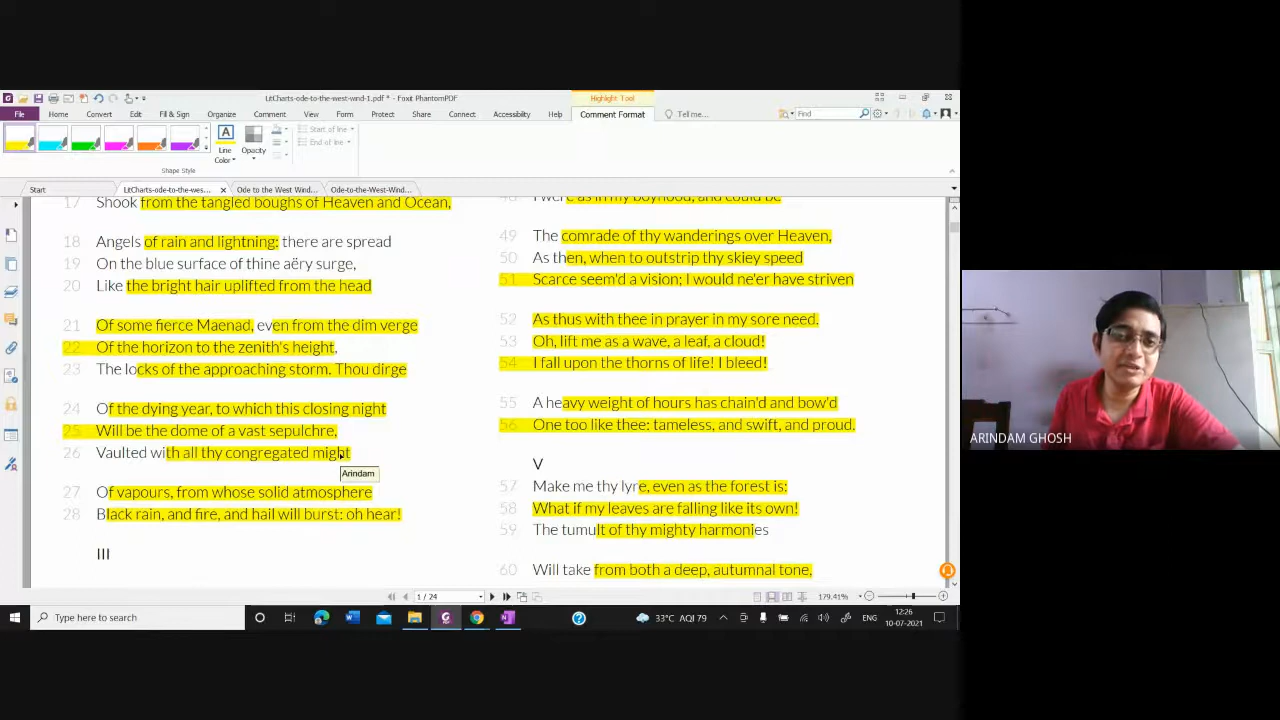 LitCharts-ode-to-the-west-wnd-1.pdf * - Foxit PhantomPDF
Highlight Tool
File
Home
Convert
Edit
Fill & Sign
Organize
Comment
View
Form
Protect
Share
Connect
Accessibility
Help
Comment Format
Tell me...
Find
Line
Color
Opacity
Start of line
End of line
Shape Style
Start
LitCharts-ode-to-the-wes...
Ode to the West Wind...
Ode-to-the-West-Wind...
17 Shook from the tangled boughs of Heaven and Ocean,
18 Angels of rain and lightning: there are spread
19 On the blue surface of thine aëry surge,
20 Like the bright hair uplifted from the head
21 Of some fierce Maenad, even from the dim verge
22 Of the horizon to the zenith's height,
23 The locks of the approaching storm. Thou dirge
24 Of the dying year, to which this closing night
25 Will be the dome of a vast sepulchre,
26 Vaulted with all thy congregated might
Arindam
27 Of vapours, from whose solid atmosphere
28 Black rain, and fire, and hail will burst: oh hear!
III
48 I were as in my boyhood, and could be
49 The comrade of thy wanderings over Heaven,
50 As then, when to outstrip thy skiey speed
51 Scarce seem'd a vision; I would ne'er have striven
52 As thus with thee in prayer in my sore need.
53 Oh, lift me as a wave, a leaf, a cloud!
54 I fall upon the thorns of life! I bleed!
55 A heavy weight of hours has chain'd and bow'd
56 One too like thee: tameless, and swift, and proud.
V
57 Make me thy lyre, even as the forest is:
58 What if my leaves are falling like its own!
59 The tumult of thy mighty harmonies
60 Will take from both a deep, autumnal tone,
1 / 24
179.41%
Type here to search
33°C AQI 79
ENG
12:26
10-07-2021
ARINDAM GHOSH